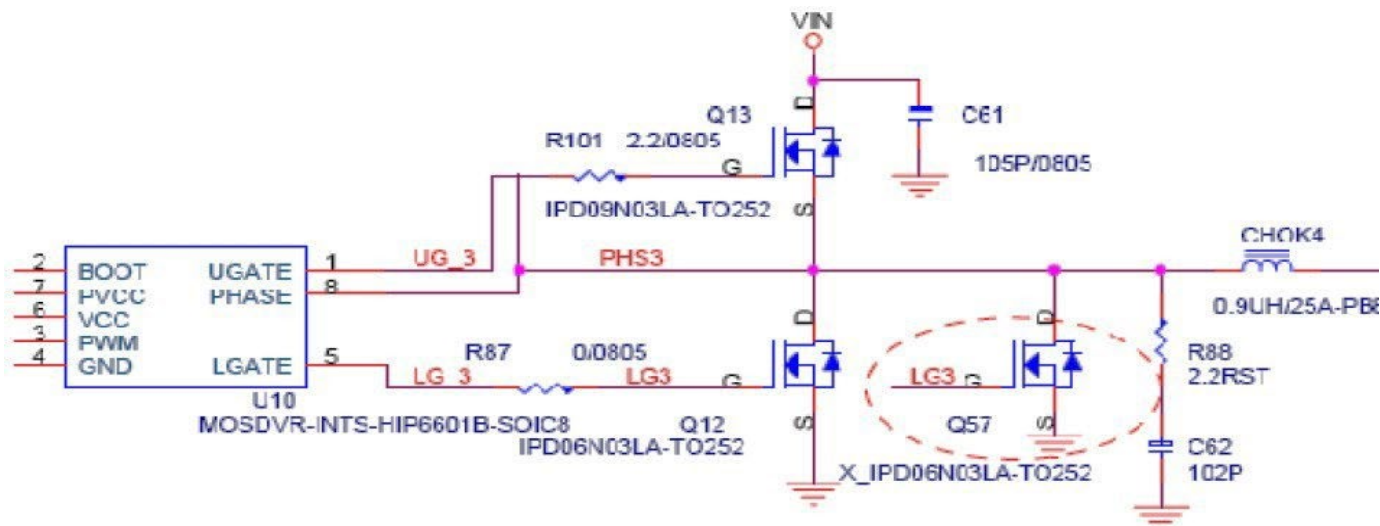 VIN
D
Q13
C61
R101 2.2/0805
105P/0805
G
IPD09N03LA-TO252
S
CHOK4
2 BOOT UGATE 1 UG_3 PHS3
7 PVCC PHASE 8
0.9UH/25A-PB8
6 VCC
3 PWM
D
D
4 GND LGATE 5
R87 0/0805
R88
2.2RST
LG_3 LG3 G
LG3 G
U10
MOSDVR-INTS-HIP6601B-SOIC8
Q12
S
Q57
S
IPD06N03LA-TO252
C62
X_IPD06N03LA-TO252
102P